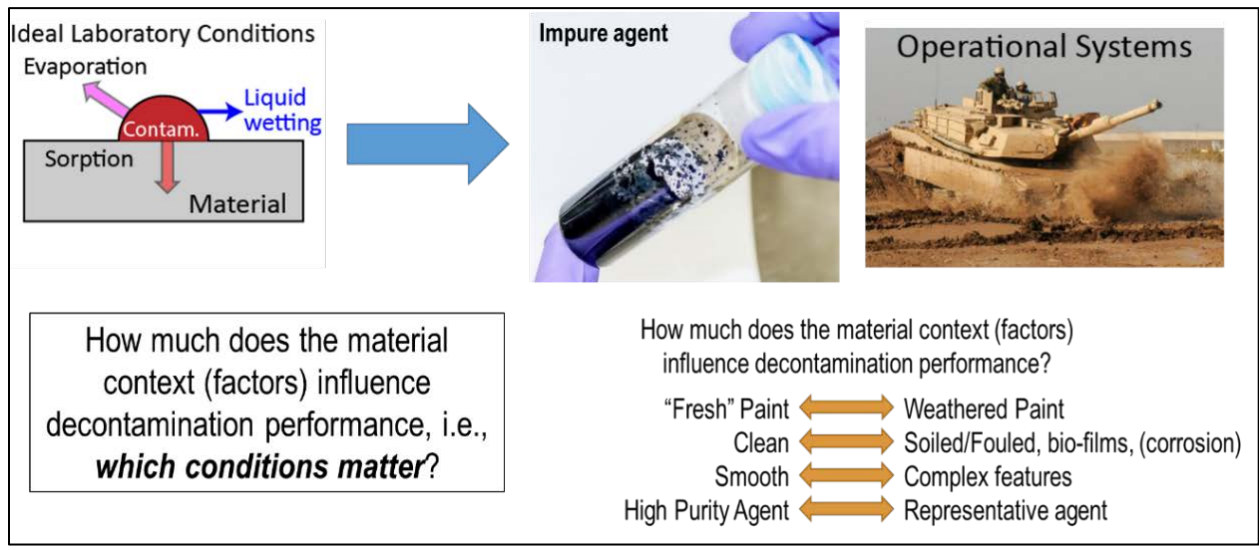 Ideal Laboratory Conditions
Evaporation
Liquid
wetting
Contam.
Sorption
Material
Impure agent
Operational Systems
How much does the material
context (factors) influence
decontamination performance, i.e.,
which conditions matter?
How much does the material context (factors)
influence decontamination performance?
“Fresh” Paint Weathered Paint
Clean Soiled/Fouled, bio-films, (corrosion)
Smooth Complex features
High Purity Agent Representative agent